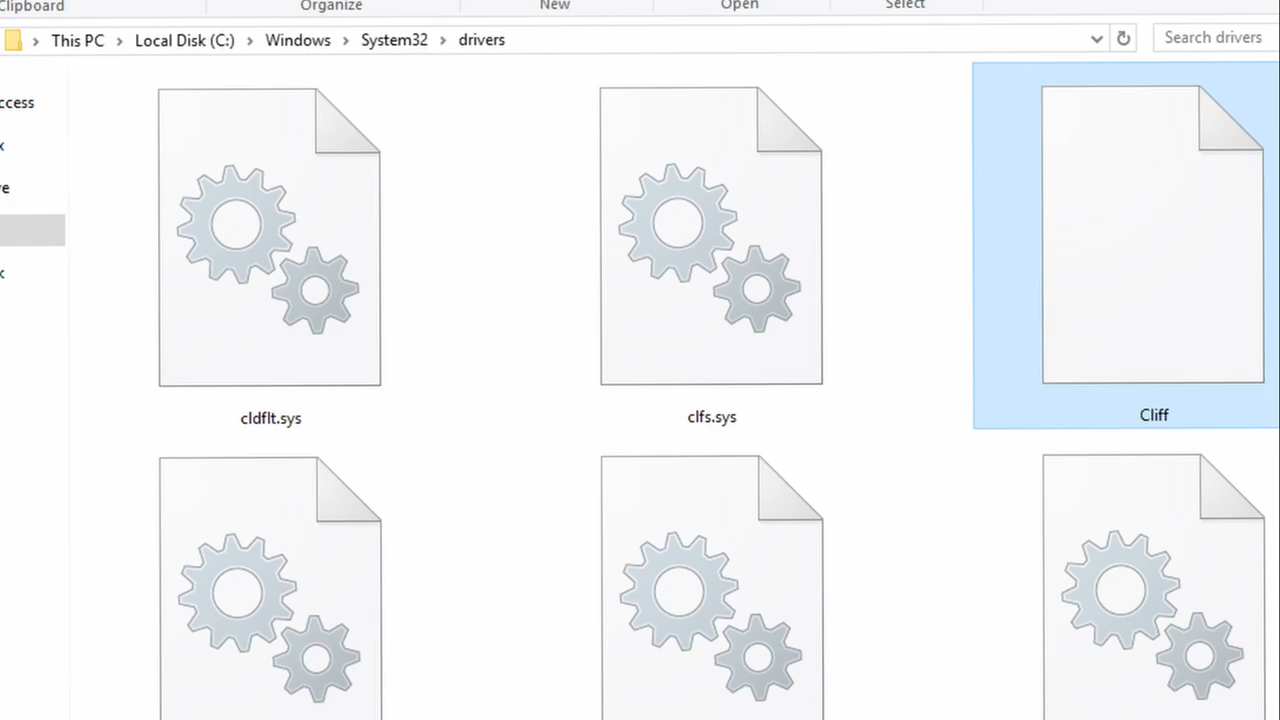 Clipboard
Organize
New
Open
Select
This PC > Local Disk (C:) > Windows > System32 > drivers
Search drivers
ccess
x
ve
x
cldflt.sys
clfs.sys
Cliff